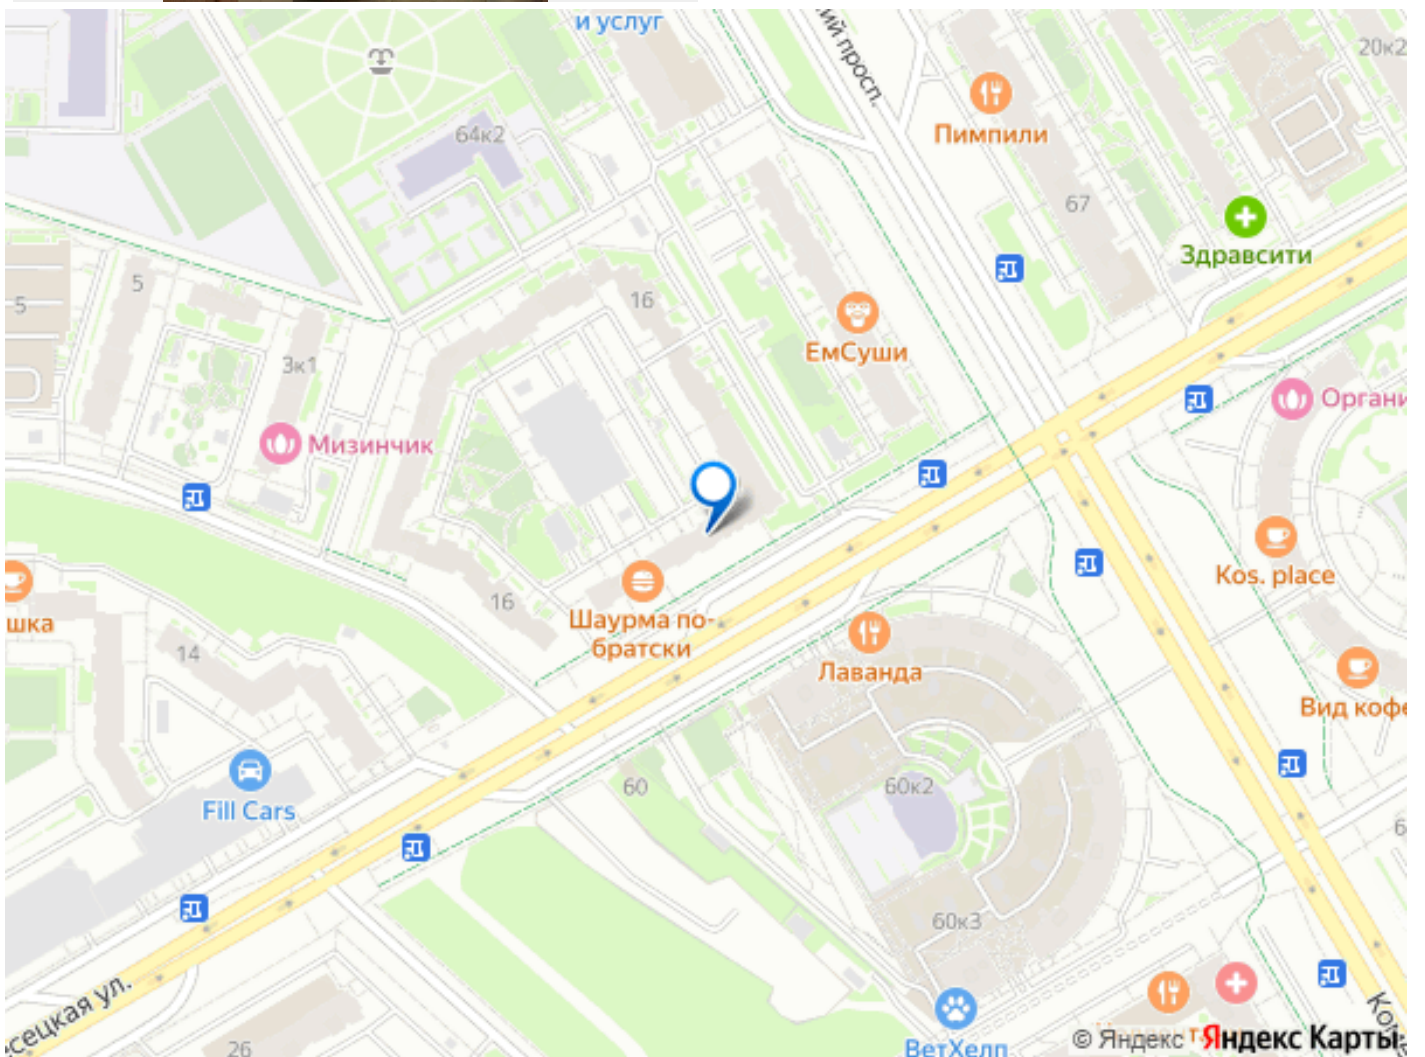 и услуг
ий просп.
20к2
Пимпили
64к2
67
Здравсити
5
16
5
ЕмСуши
3к1
Органи
Мизинчик
Kos. place
16
Шаурма по-
братски
шка
Лаванда
14
Вид кофе
60
60к2
Fill Cars
6
60к3
сецкая ул.
26
ВетХелп
© Яндекс Яндекс Карты